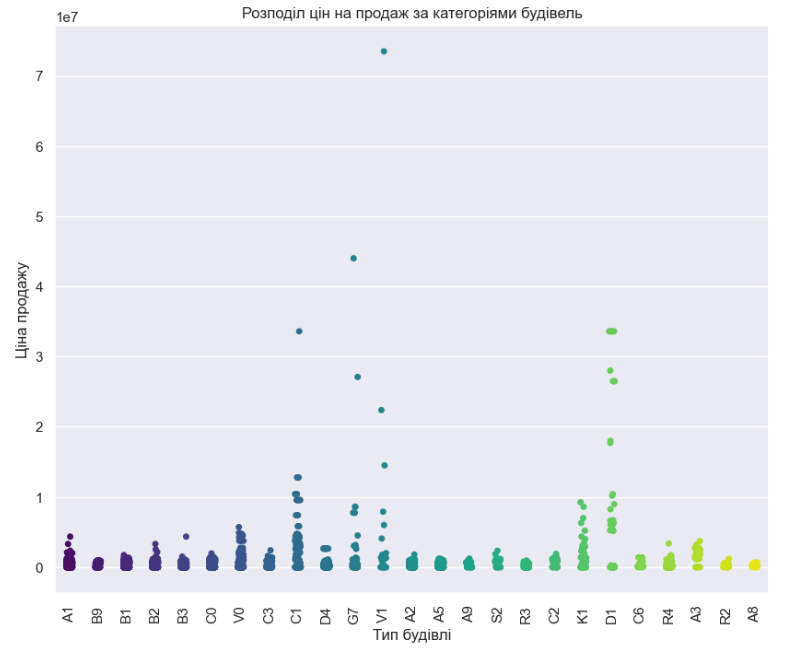 Розподіл цін на продаж за категоріями будівель
1e7
7
6
5
4
3
2
1
0
Ціна продажу
A1 B9 B1 B2 B3 C0 V0 C3 C1 D4 G7 V1 A2 A5 A9 S2 R3 C2 K1 D1 C6 R4 A3 R2 A8
Тип будівлі